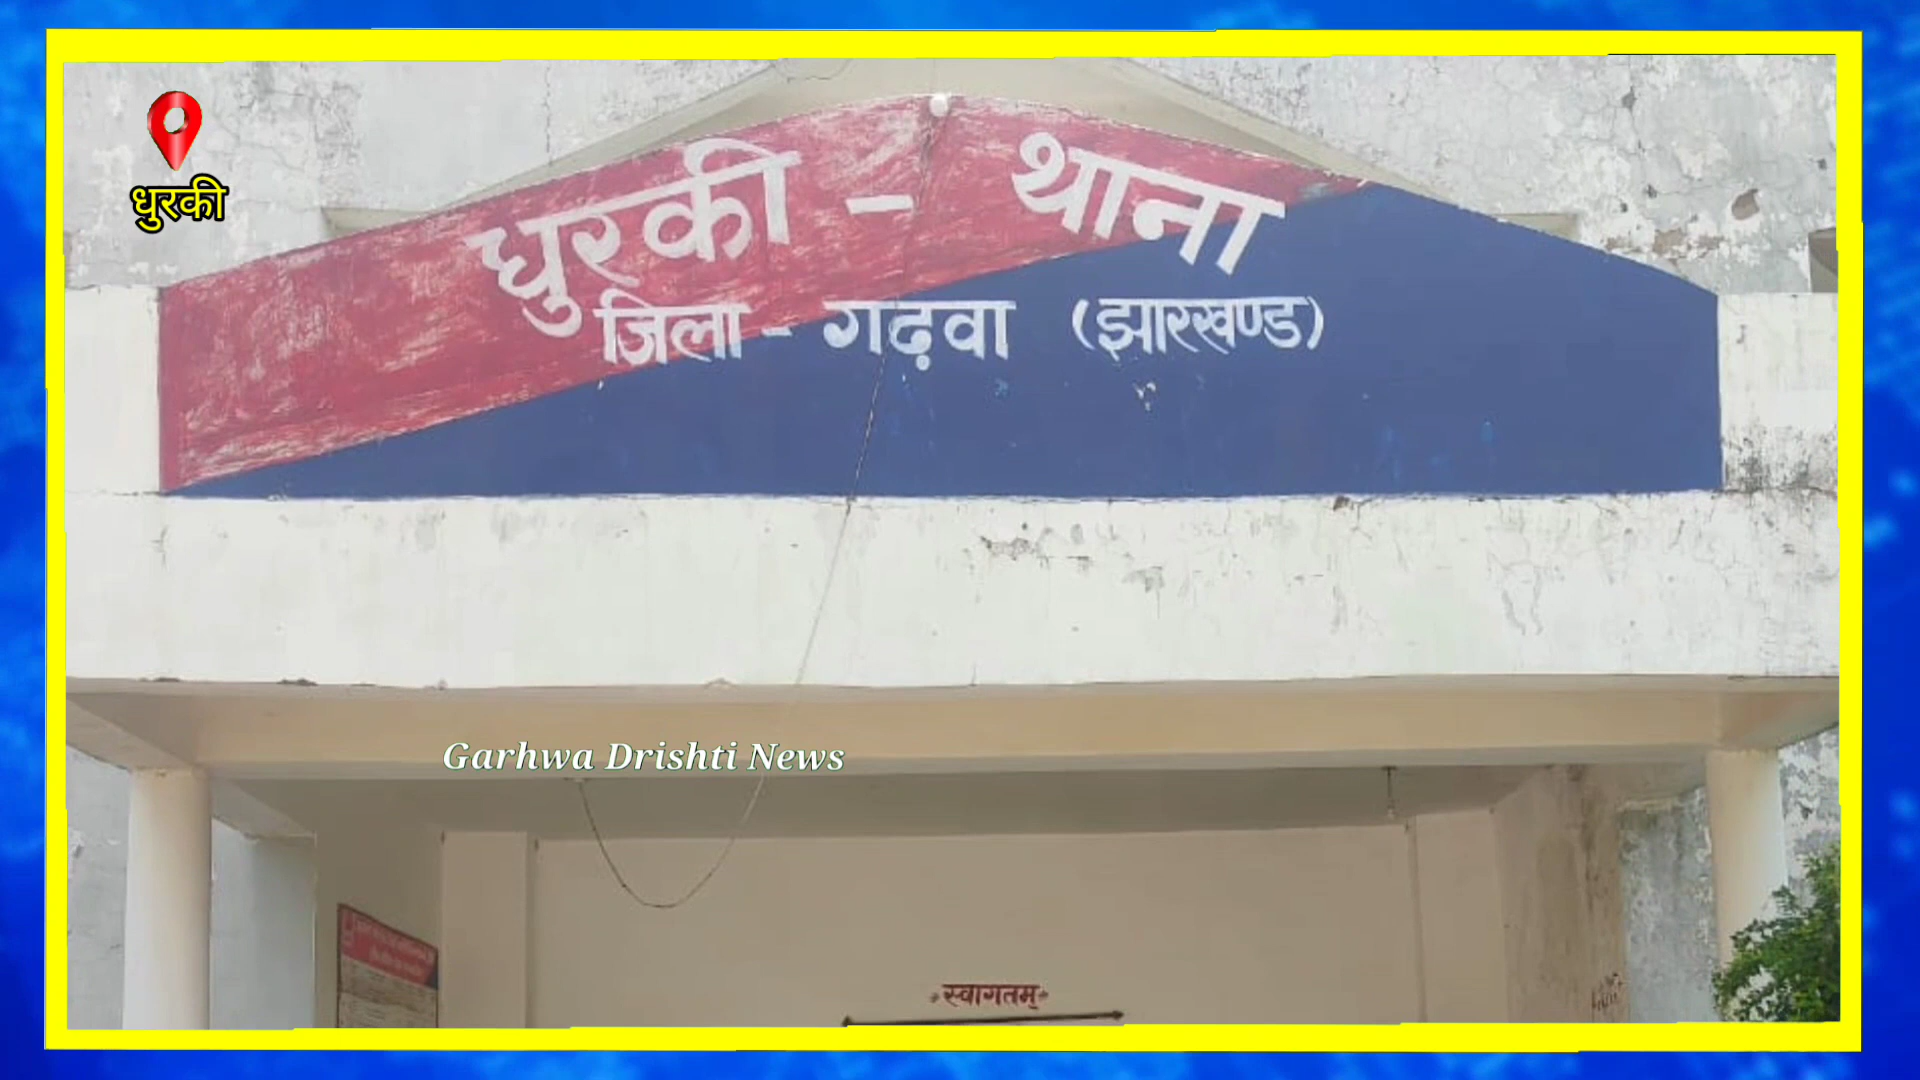 धुरकी
धुरकी - थाना
जिला - गढ़वा (झारखण्ड)
Garhwa Drishti News
स्वागतम्